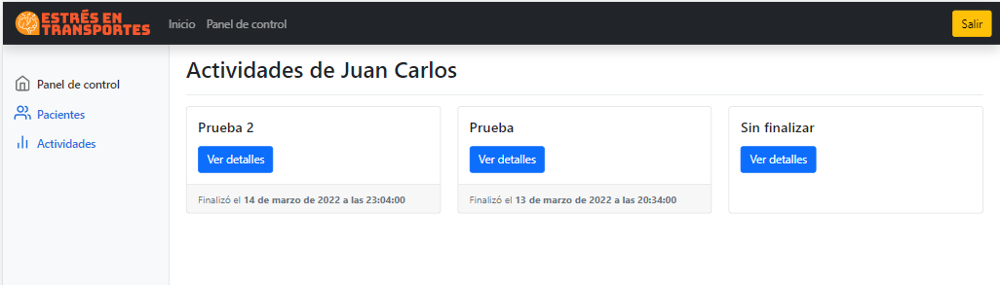 ESTRÉS EN
TRANSPORTES
Inicio
Panel de control
Salir
Panel de control
Pacientes
Actividades
Actividades de Juan Carlos
Prueba 2
Ver detalles
Finalizó el 14 de marzo de 2022 a las 23:04:00
Prueba
Ver detalles
Finalizó el 13 de marzo de 2022 a las 20:34:00
Sin finalizar
Ver detalles